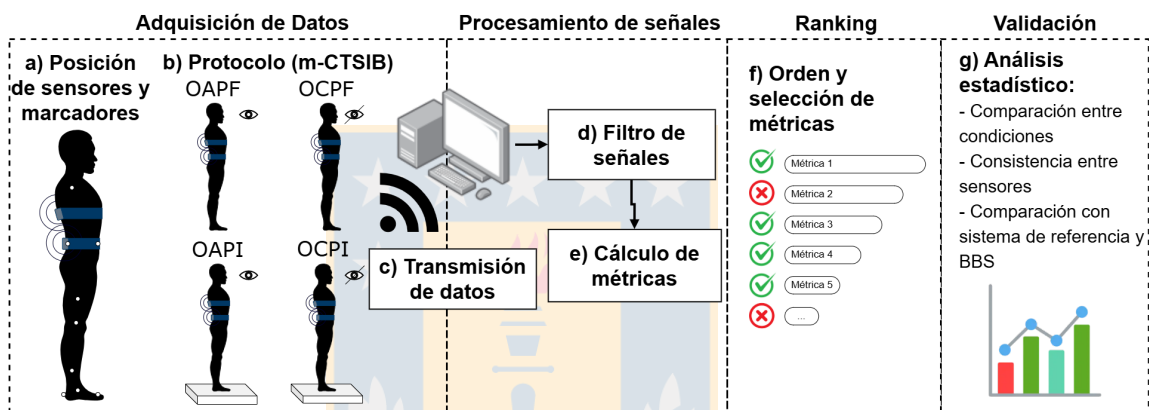 Adquisición de Datos
Procesamiento de señales
Ranking
Validación
a) Posición
de sensores y
marcadores
b) Protocolo (m-CTSIB)
OAPF
OCPF
OAPI
OCPI
c) Transmisión
de datos
d) Filtro de
señales
e) Cálculo de
métricas
f) Orden y
selección de
métricas
Métrica 1
Métrica 2
Métrica 3
Métrica 4
Métrica 5
...
g) Análisis
estadístico:
- Comparación entre
condiciones
- Consistencia entre
sensores
- Comparación con
sistema de referencia y
BBS